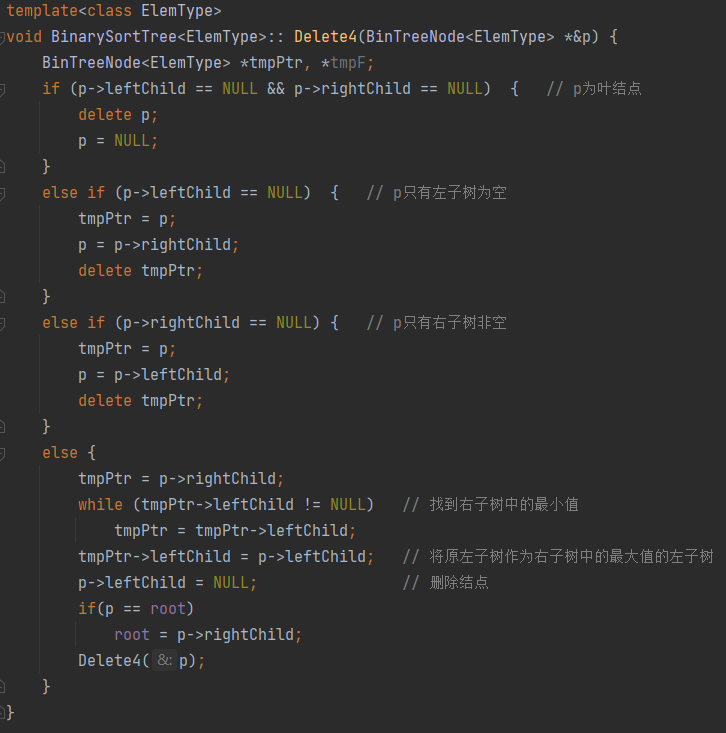 template<class ElemType>
void BinarySortTree<ElemType>:: Delete4(BinTreeNode<ElemType> *&p) {
    BinTreeNode<ElemType> *tmpPtr, *tmpF;
    if (p->leftChild == NULL && p->rightChild == NULL)  {   // p为叶结点
        delete p;
        p = NULL;
    }
    else if (p->leftChild == NULL)  {   // p只有左子树为空
        tmpPtr = p;
        p = p->rightChild;
        delete tmpPtr;
    }
    else if (p->rightChild == NULL) {   // p只有右子树非空
        tmpPtr = p;
        p = p->leftChild;
        delete tmpPtr;
    }
    else {
        tmpPtr = p->rightChild;
        while (tmpPtr->leftChild != NULL)   // 找到右子树中的最小值
            tmpPtr = tmpPtr->leftChild;
        tmpPtr->leftChild = p->leftChild;   // 将原左子树作为右子树中的最大值的左子树
        p->leftChild = NULL;                // 删除结点
        if(p == root)
            root = p->rightChild;
        Delete4( &: p);
    }
}